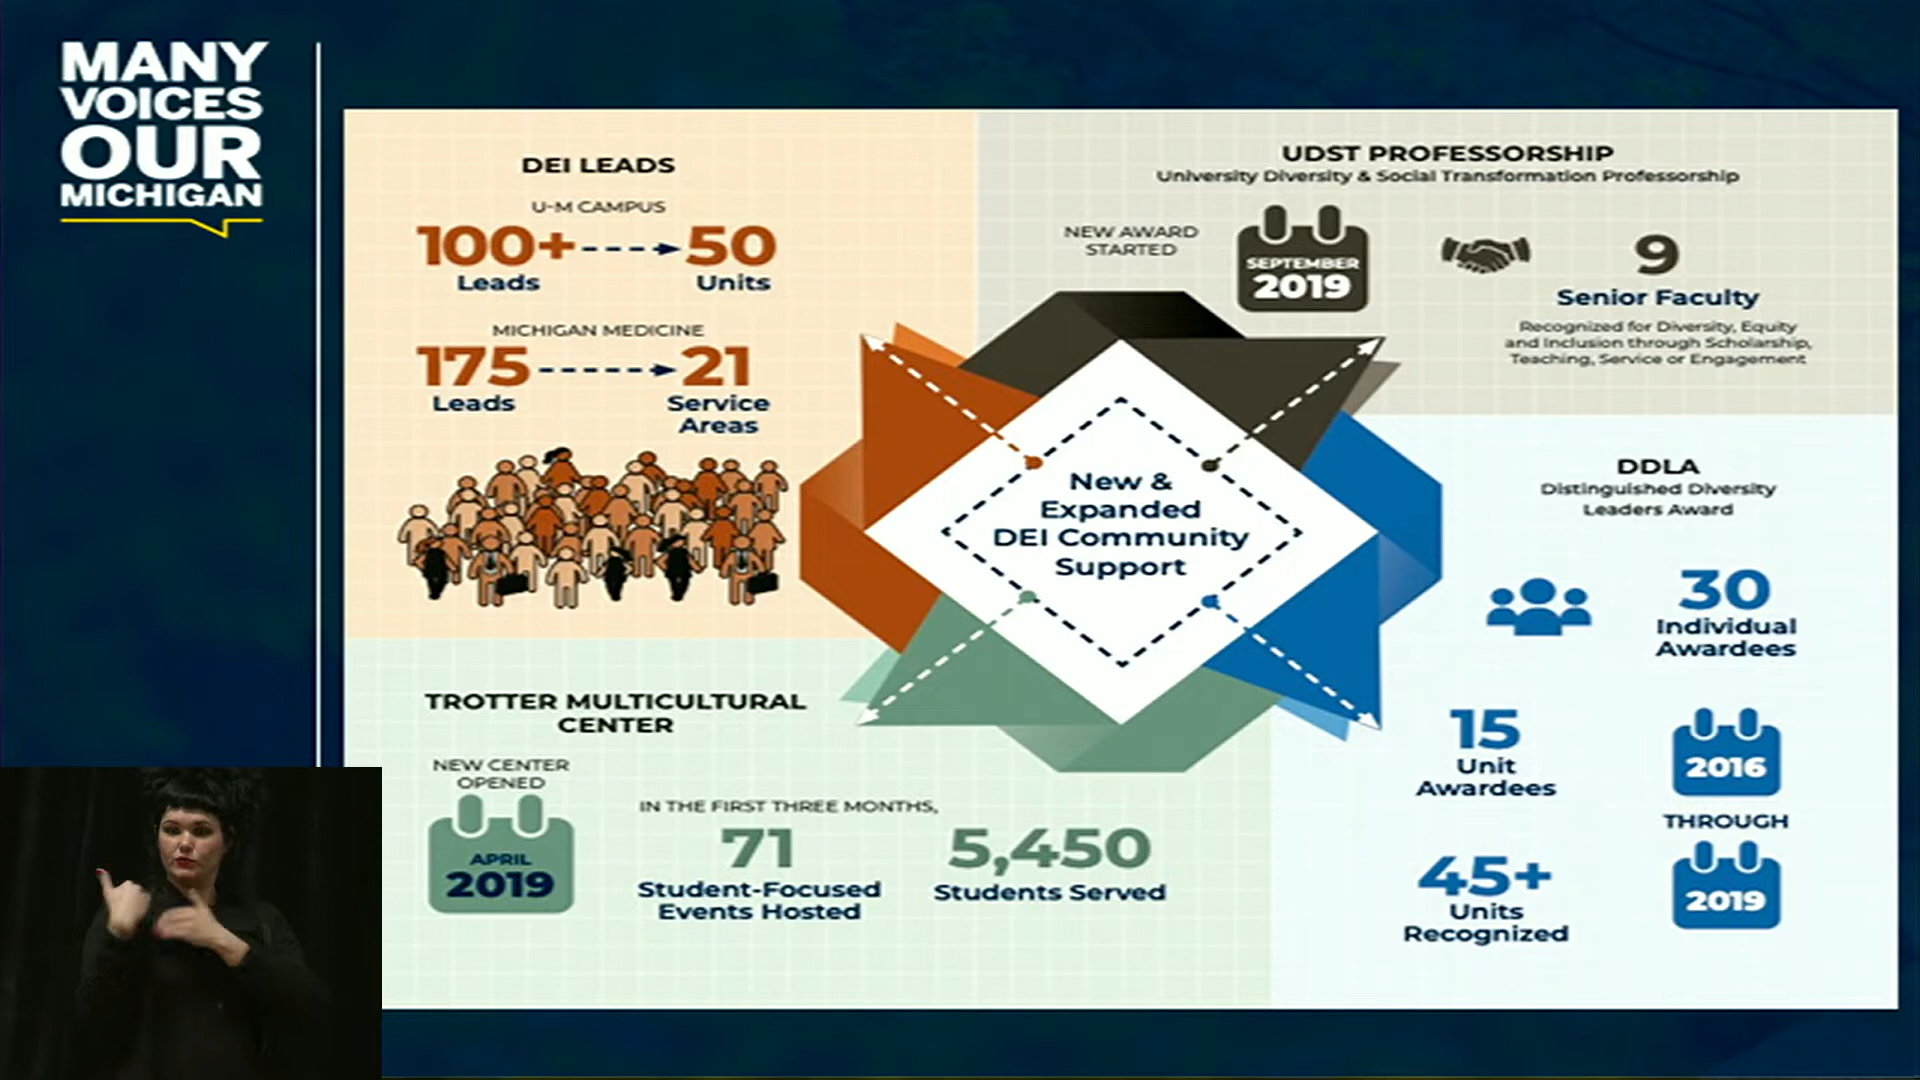 MANY
VOICES
OUR
MICHIGAN
DEI LEADS
U-M CAMPUS
100+ 50
Leads Units
MICHIGAN MEDICINE
175 21
Leads Service
Areas
UDST PROFESSORSHIP
University Diversity & Social Transformation Professorship
NEW AWARD
STARTED
SEPTEMBER
2019
9
Senior Faculty
Recognized for Diversity, Equity
and Inclusion through Scholarship,
Teaching, Service or Engagement
New &
Expanded
DEI Community
Support
DDLA
Distinguished Diversity
Leaders Award
30
Individual
Awardees
15
Unit
Awardees
2016
THROUGH
2019
45+
Units
Recognized
TROTTER MULTICULTURAL
CENTER
NEW CENTER
OPENED
APRIL
2019
IN THE FIRST THREE MONTHS,
71 5,450
Student-Focused Students Served
Events Hosted